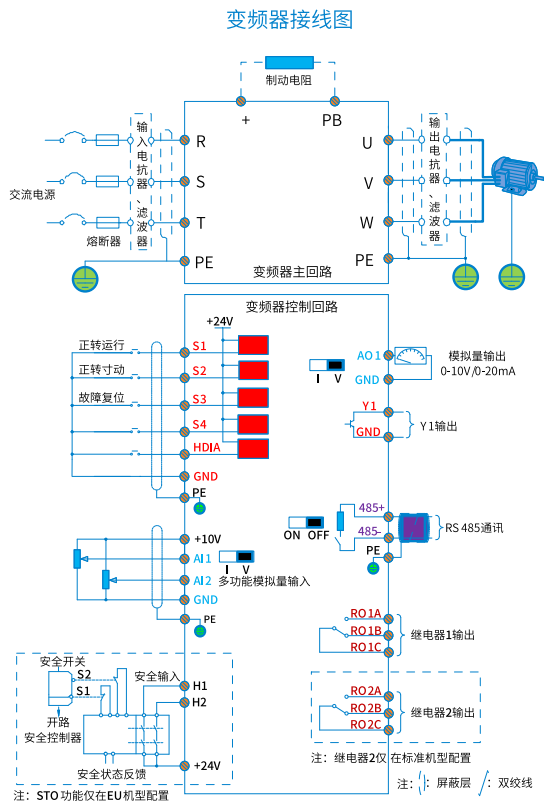 变频器接线图
制动电阻
+
PB
输入电抗器、滤波器
R
S
T
PE
交流电源
熔断器
变频器主回路
U
V
W
PE
输出电抗器、滤波器
变频器控制回路
+24V
正转运行
S1
正转寸动
S2
故障复位
S3
S4
HDIA
GND
PE
I V
AO1
GND
模拟量输出
0-10V/0-20mA
Y1
GND
Y1输出
ON OFF
485+
485-
PE
RS 485通讯
+10V
AI1
I V
AI2
多功能模拟量输入
GND
PE
RO1A
RO1B
RO1C
继电器1输出
安全开关
S2
S1
安全输入
H1
H2
开路
安全控制器
安全状态反馈
+24V
RO2A
RO2B
RO2C
继电器2输出
注：继电器2仅在标准机型配置
注：STO功能仅在EU机型配置
注： ：屏蔽层 ：双绞线